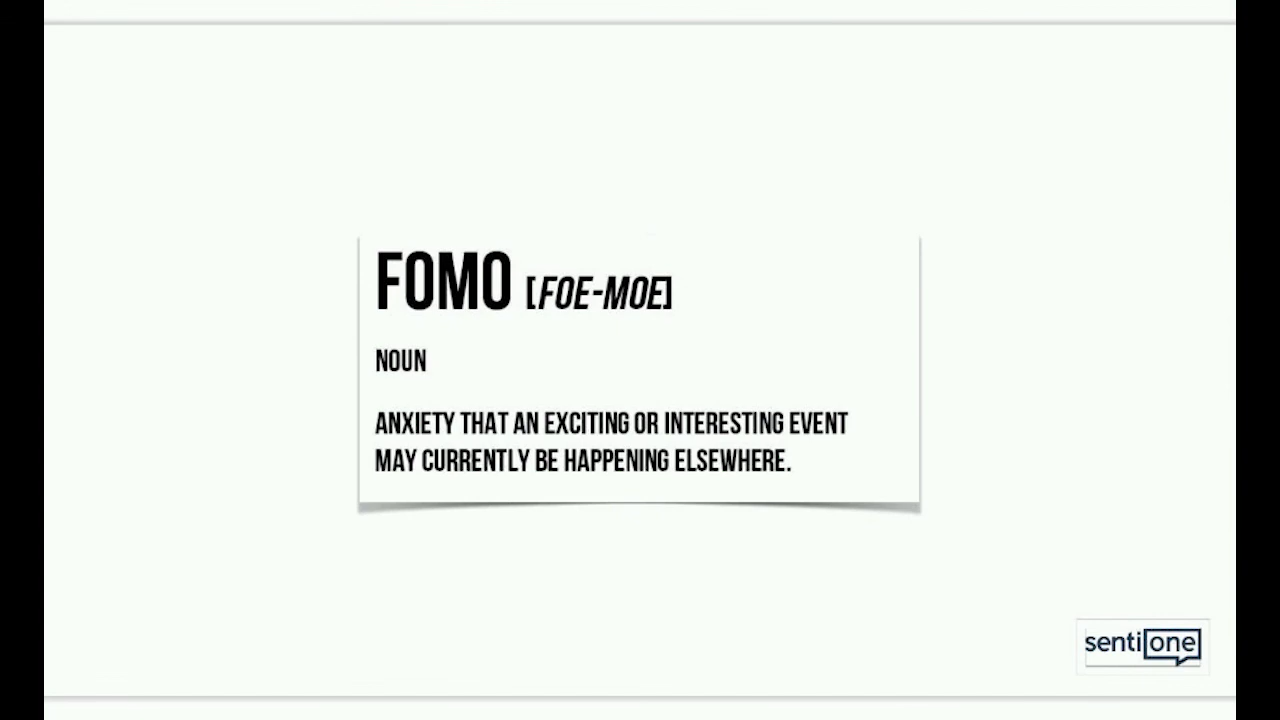 FOMO [FOE-MOE]
NOUN
ANXIETY THAT AN EXCITING OR INTERESTING EVENT
MAY CURRENTLY BE HAPPENING ELSEWHERE.
sentione